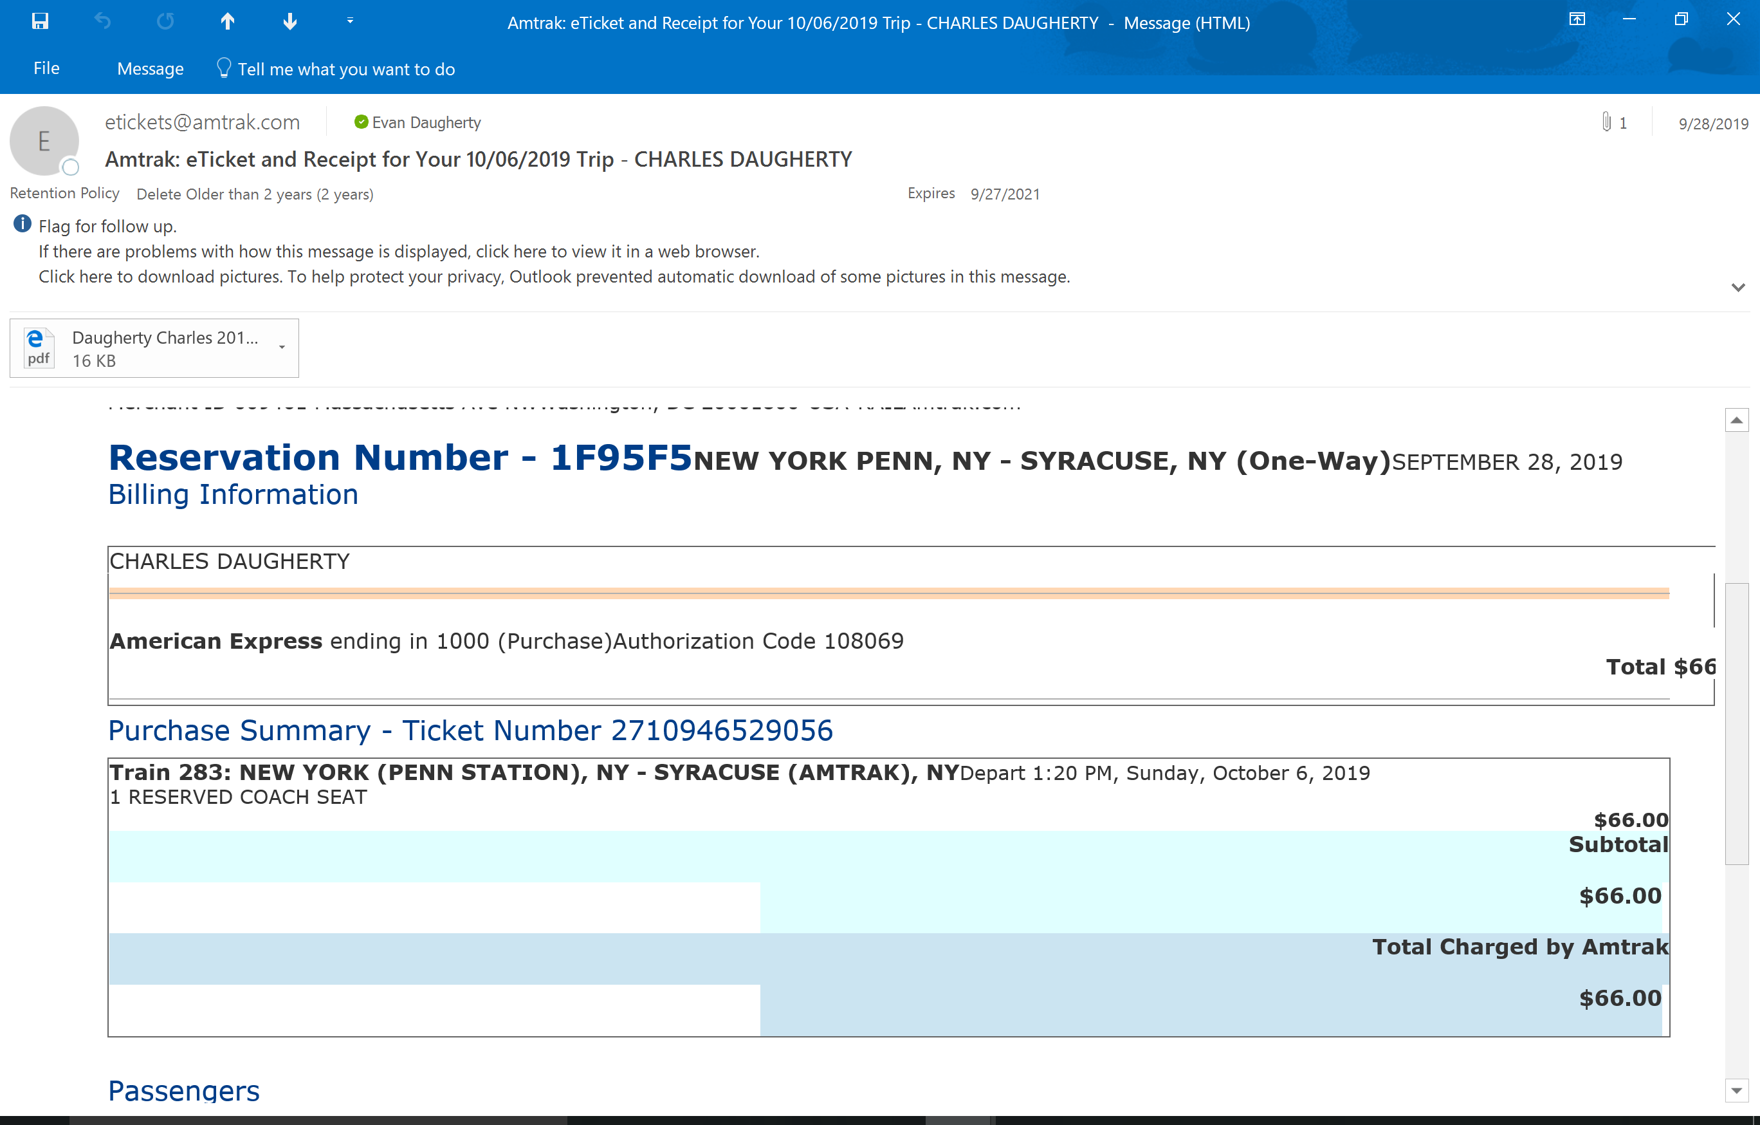 Amtrak: eTicket and Receipt for Your 10/06/2019 Trip - CHARLES DAUGHERTY - Message (HTML)
File Message Tell me what you want to do
E
etickets@amtrak.com Evan Daugherty 1 9/28/2019
Amtrak: eTicket and Receipt for Your 10/06/2019 Trip - CHARLES DAUGHERTY
Retention Policy Delete Older than 2 years (2 years) Expires 9/27/2021
Flag for follow up.
If there are problems with how this message is displayed, click here to view it in a web browser.
Click here to download pictures. To help protect your privacy, Outlook prevented automatic download of some pictures in this message.
Daugherty Charles 201...
pdf
16 KB
Reservation Number - 1F95F5NEW YORK PENN, NY - SYRACUSE, NY (One-Way)SEPTEMBER 28, 2019
Billing Information
CHARLES DAUGHERTY
American Express ending in 1000 (Purchase)Authorization Code 108069
Total $66
Purchase Summary - Ticket Number 2710946529056
Train 283: NEW YORK (PENN STATION), NY - SYRACUSE (AMTRAK), NYDepart 1:20 PM, Sunday, October 6, 2019
1 RESERVED COACH SEAT
$66.00
Subtotal
$66.00
Total Charged by Amtrak
$66.00
Passengers